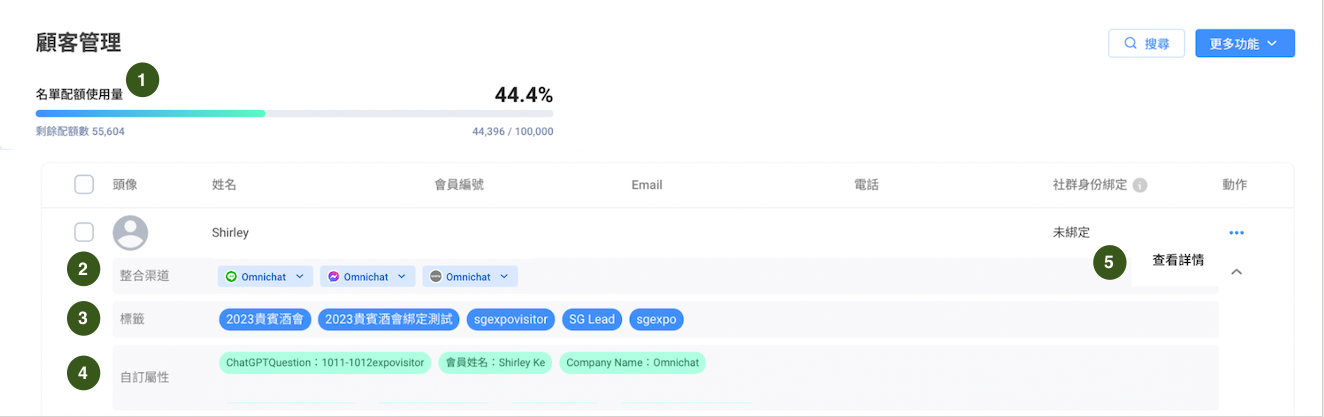 顧客管理
搜尋
更多功能
1
名單配額使用量
44.4%
剩餘配額數 55,604
44,396 / 100,000
頭像 姓名 會員編號 Email 電話 社群身份綁定 動作
Shirley 未綁定
2 整合渠道 Omnichat Omnichat Omnichat
5 查看詳情
3 標籤 2023貴賓酒會 2023貴賓酒會綁定測試 sgexpovisitor SG Lead sgexpo
4 自訂屬性 ChatGPTQuestion：1011-1012expovisitor 會員姓名：Shirley Ke Company Name：Omnichat